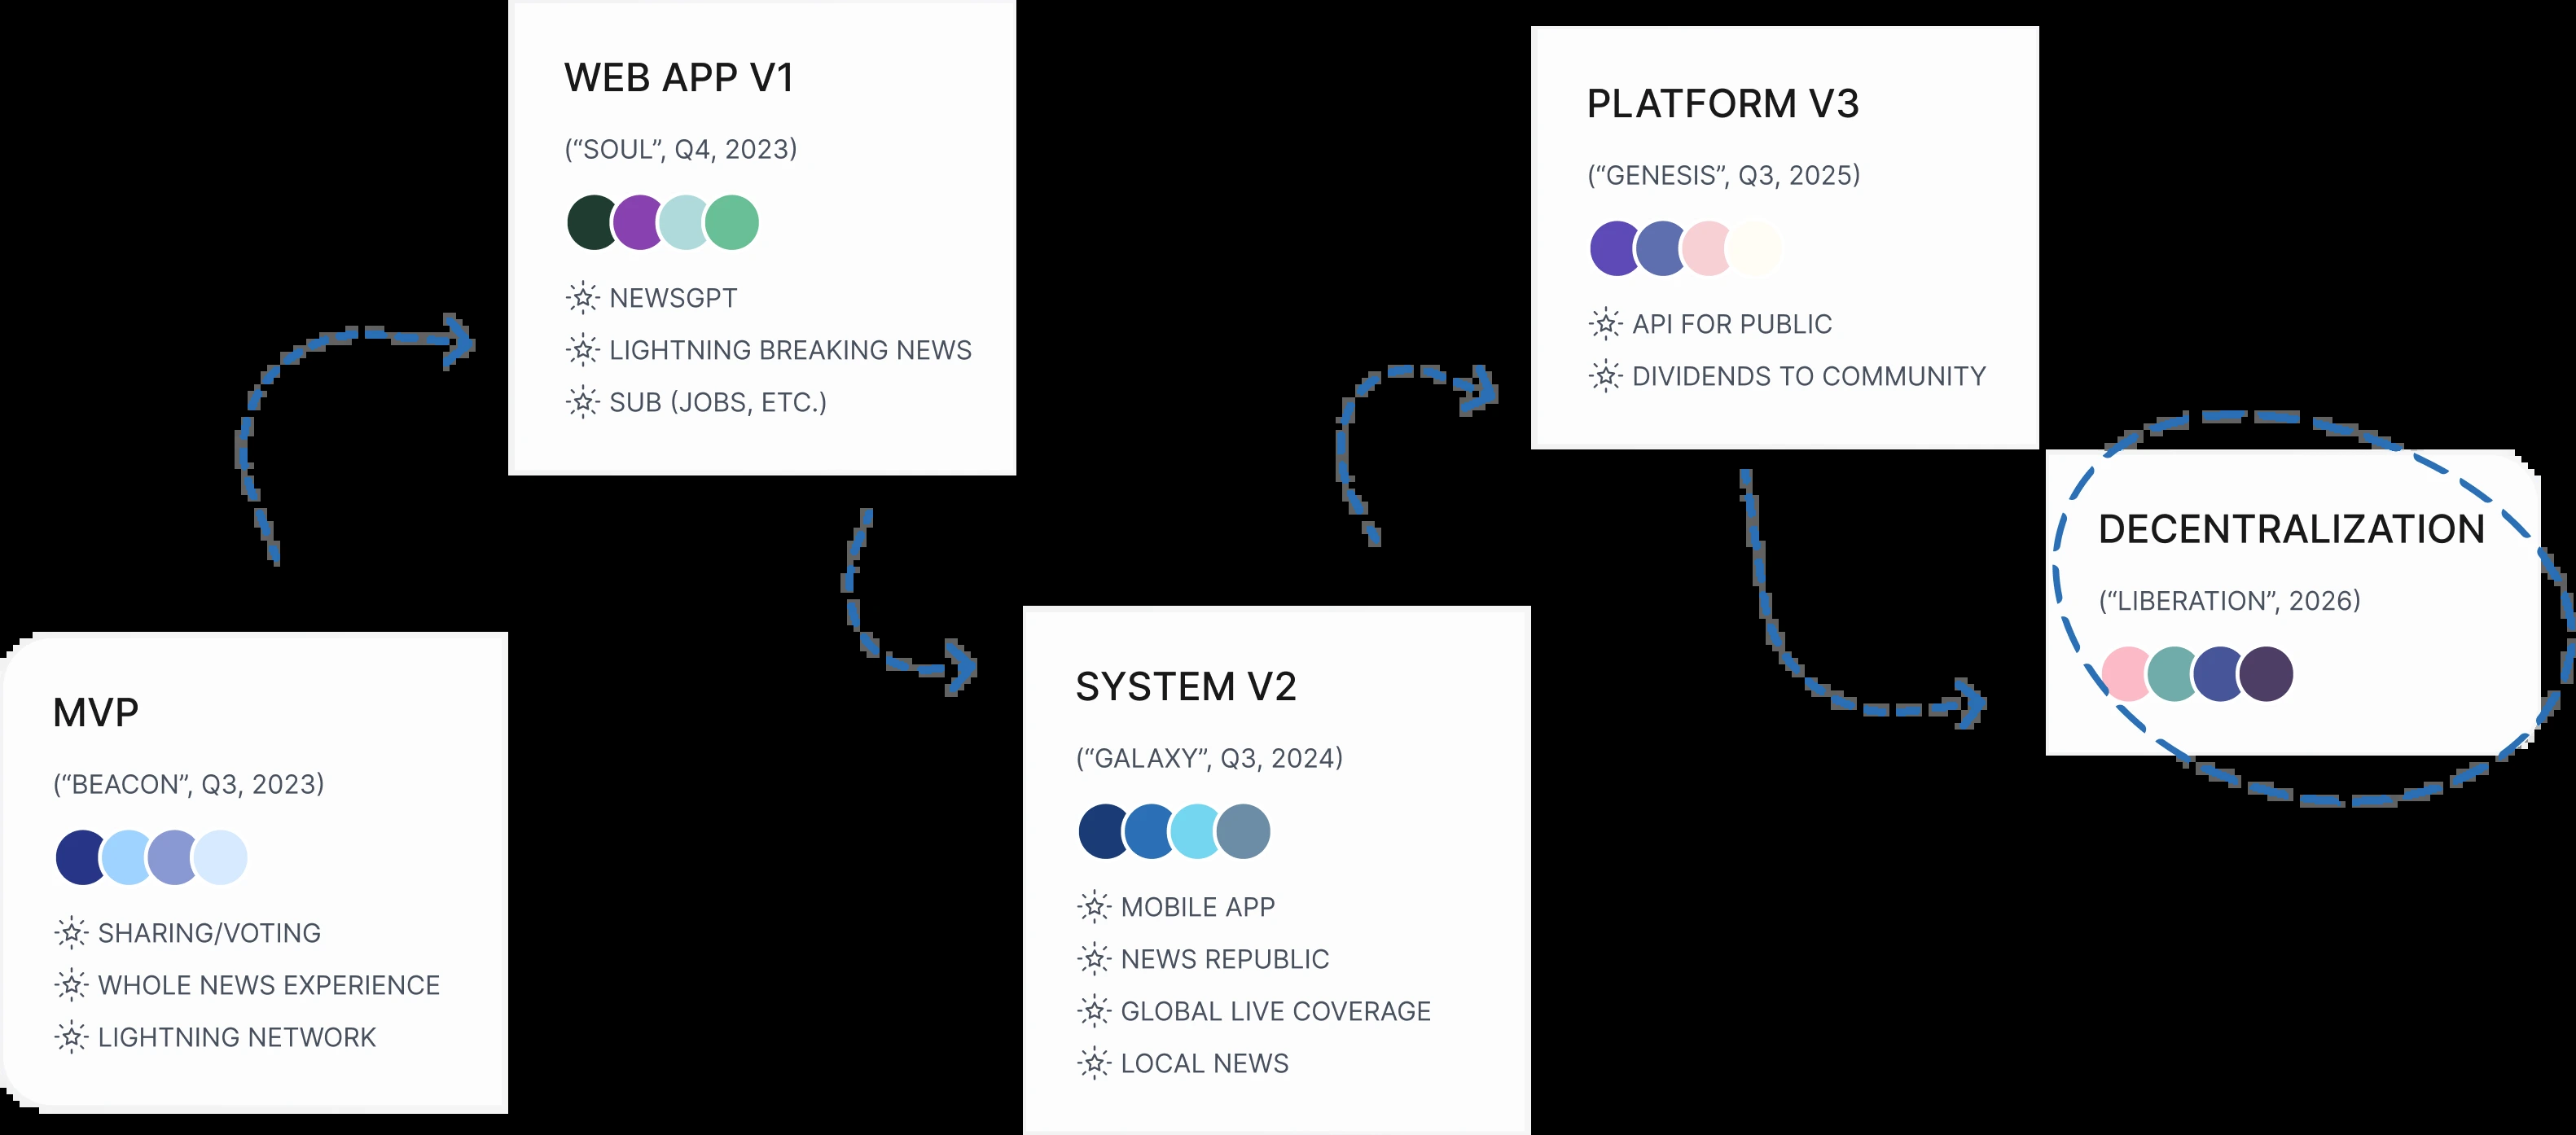 MVP
(“BEACON”, Q3, 2023)
SHARING/VOTING
WHOLE NEWS EXPERIENCE
LIGHTNING NETWORK
WEB APP V1
(“SOUL”, Q4, 2023)
NEWSGPT
LIGHTNING BREAKING NEWS
SUB (JOBS, ETC.)
SYSTEM V2
(“GALAXY”, Q3, 2024)
MOBILE APP
NEWS REPUBLIC
GLOBAL LIVE COVERAGE
LOCAL NEWS
PLATFORM V3
(“GENESIS”, Q3, 2025)
API FOR PUBLIC
DIVIDENDS TO COMMUNITY
DECENTRALIZATION
(“LIBERATION”, 2026)